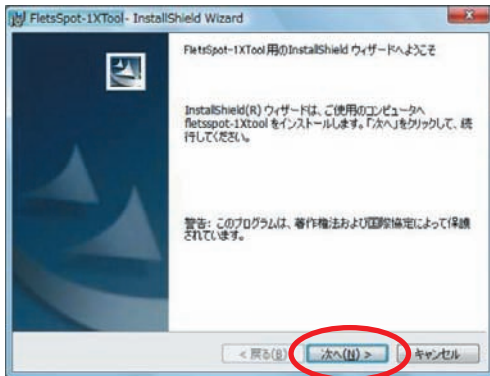 FletsSpot-1XTool - InstallShield Wizard
FletsSpot-1XTool 用のInstallShield ウィザードへようこそ
InstallShield(R) ウィザードは、ご使用のコンピュータへ
fletsspot-1Xtool をインストールします。「次へ」をクリックして、続
行してください。
警告: このプログラムは、著作権法および国際協定によって保護
されています。
< 戻る(B)
次へ(N) >
キャンセル